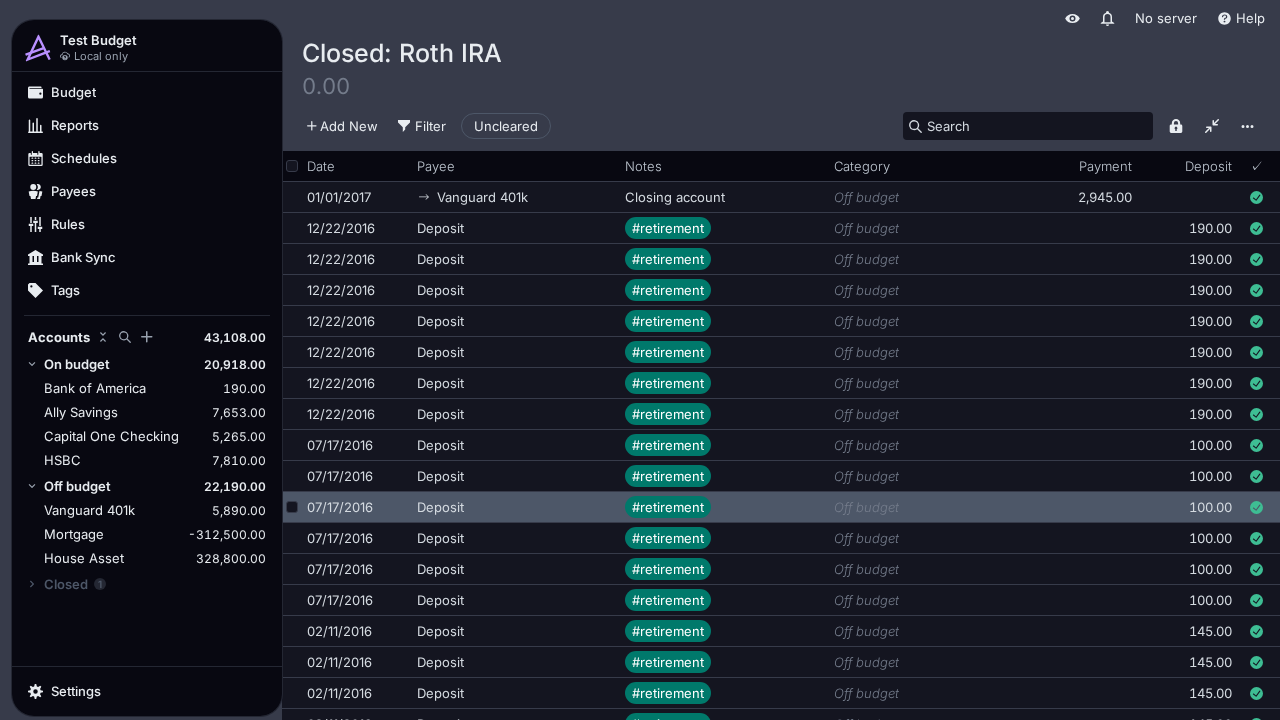 Test Budget
Local only
Budget
Reports
Schedules
Payees
Rules
Bank Sync
Tags
Accounts 43,108.00
On budget 20,918.00
Bank of America 190.00
Ally Savings 7,653.00
Capital One Checking 5,265.00
HSBC 7,810.00
Off budget 22,190.00
Vanguard 401k 5,890.00
Mortgage -312,500.00
House Asset 328,800.00
Closed 1
Settings
No server Help
Closed: Roth IRA
0.00
Add New Filter Uncleared Search
Date Payee Notes Category Payment Deposit ✓
01/01/2017 → Vanguard 401k Closing account Off budget 2,945.00
12/22/2016 Deposit #retirement Off budget 190.00
12/22/2016 Deposit #retirement Off budget 190.00
12/22/2016 Deposit #retirement Off budget 190.00
12/22/2016 Deposit #retirement Off budget 190.00
12/22/2016 Deposit #retirement Off budget 190.00
12/22/2016 Deposit #retirement Off budget 190.00
12/22/2016 Deposit #retirement Off budget 190.00
07/17/2016 Deposit #retirement Off budget 100.00
07/17/2016 Deposit #retirement Off budget 100.00
07/17/2016 Deposit #retirement Off budget 100.00
07/17/2016 Deposit #retirement Off budget 100.00
07/17/2016 Deposit #retirement Off budget 100.00
07/17/2016 Deposit #retirement Off budget 100.00
02/11/2016 Deposit #retirement Off budget 145.00
02/11/2016 Deposit #retirement Off budget 145.00
02/11/2016 Deposit #retirement Off budget 145.00